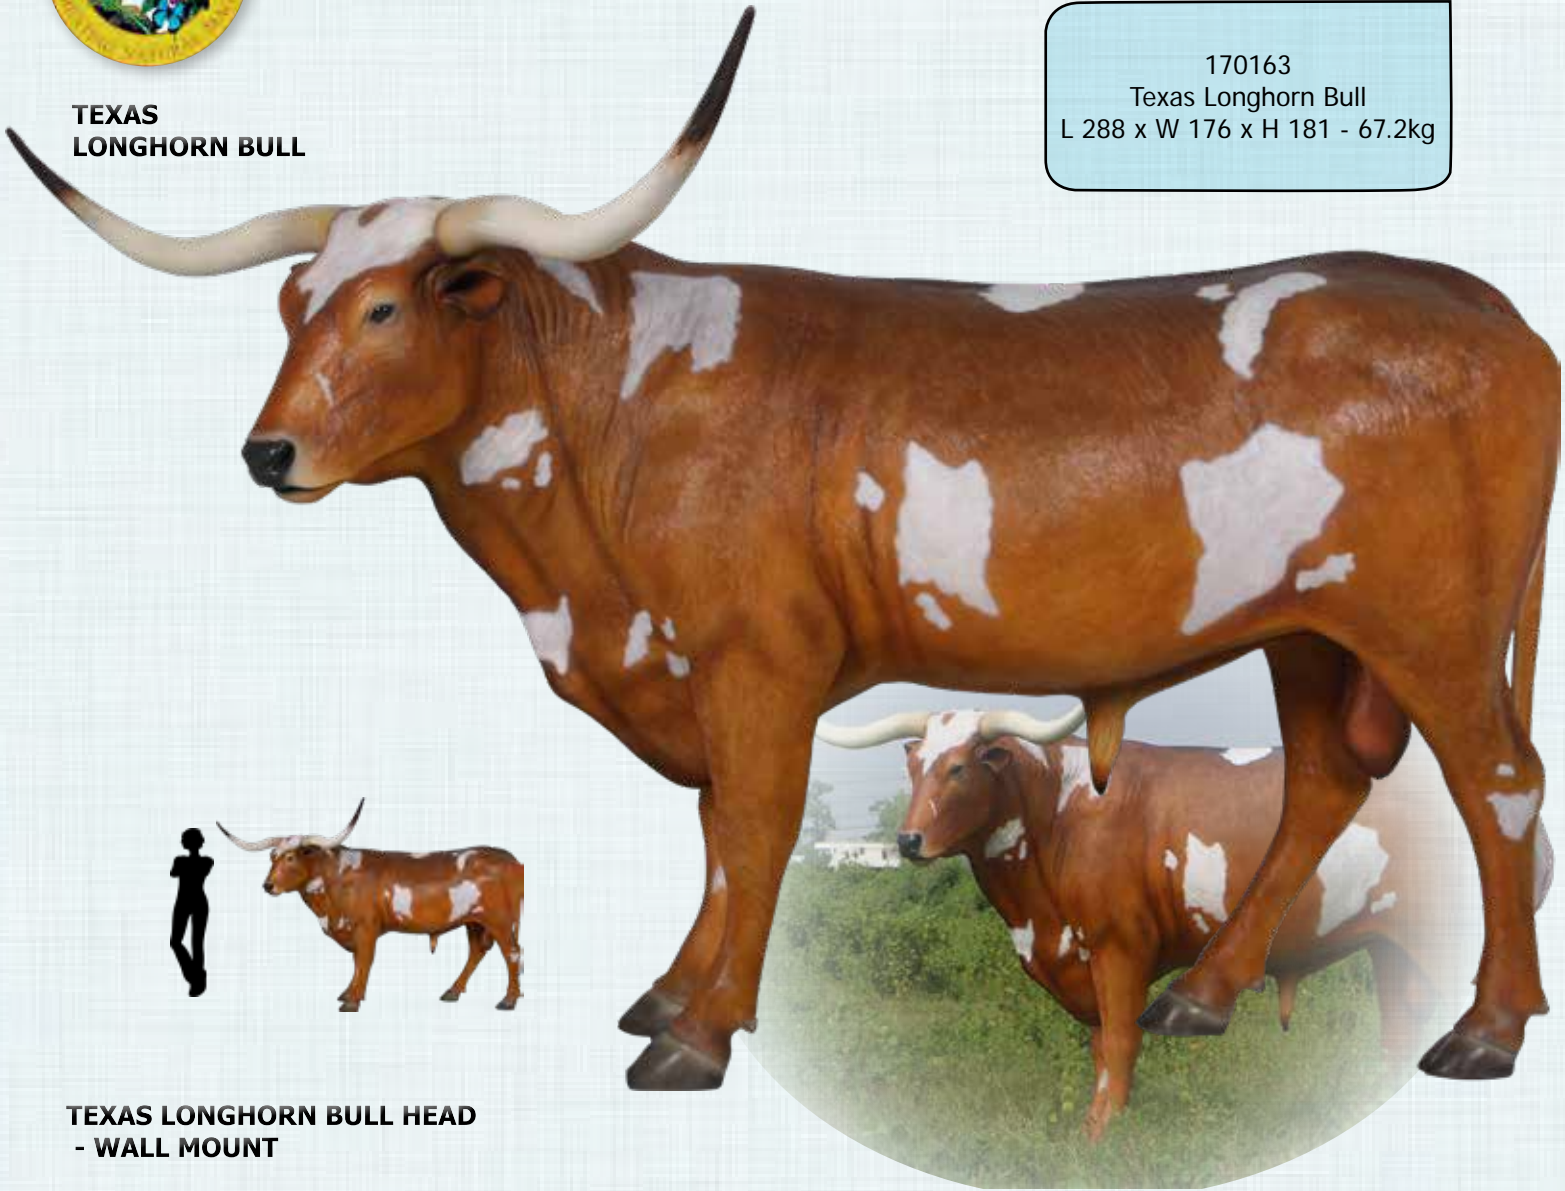 TEXAS
LONGHORN BULL
170163
Texas Longhorn Bull
L 288 x W 176 x H 181 - 67.2kg
TEXAS LONGHORN BULL HEAD
- WALL MOUNT